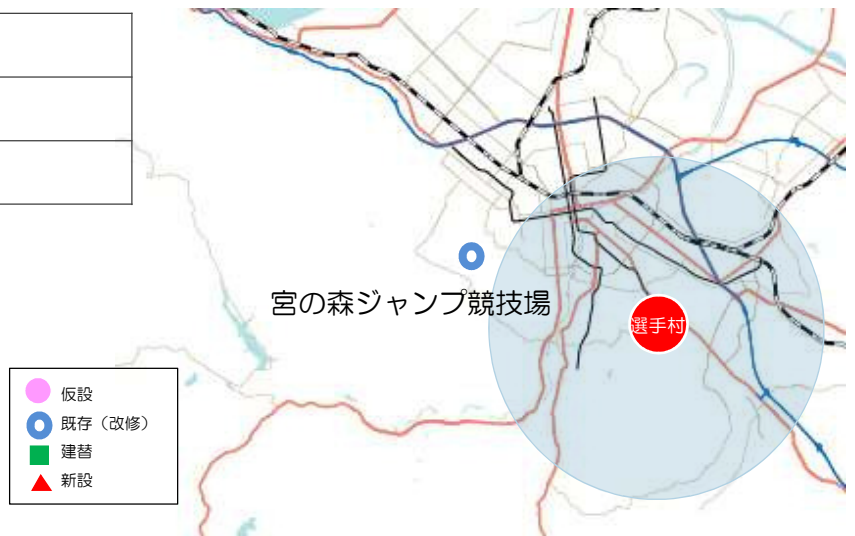 宮の森ジャンプ競技場
選手村
仮設
既存（改修）
建替
新設